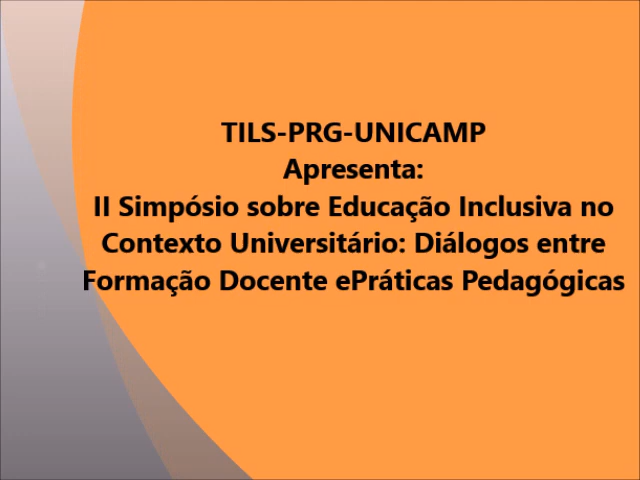 TILS-PRG-UNICAMP
Apresenta:
II Simpósio sobre Educação Inclusiva no
Contexto Universitário: Diálogos entre
Formação Docente ePráticas Pedagógicas